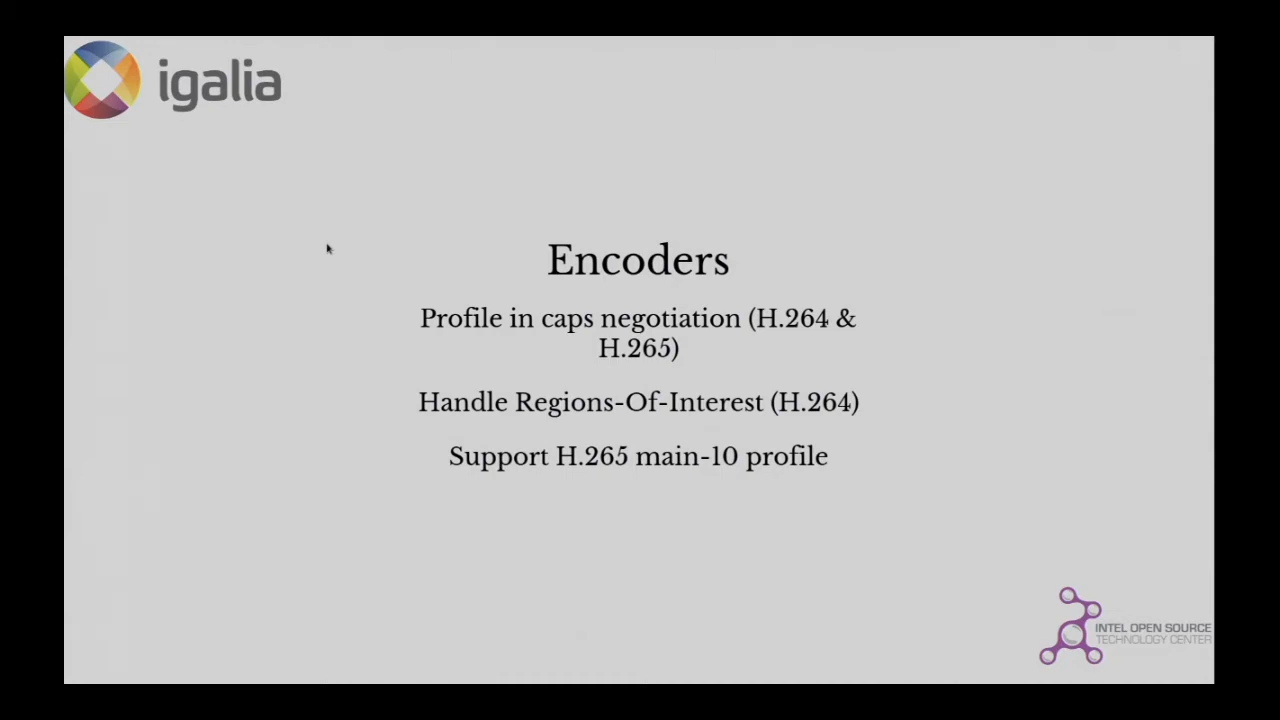 igalia
Encoders
Profile in caps negotiation (H.264 &
H.265)
Handle Regions-Of-Interest (H.264)
Support H.265 main-10 profile
INTEL OPEN SOURCE
TECHNOLOGY CENTER